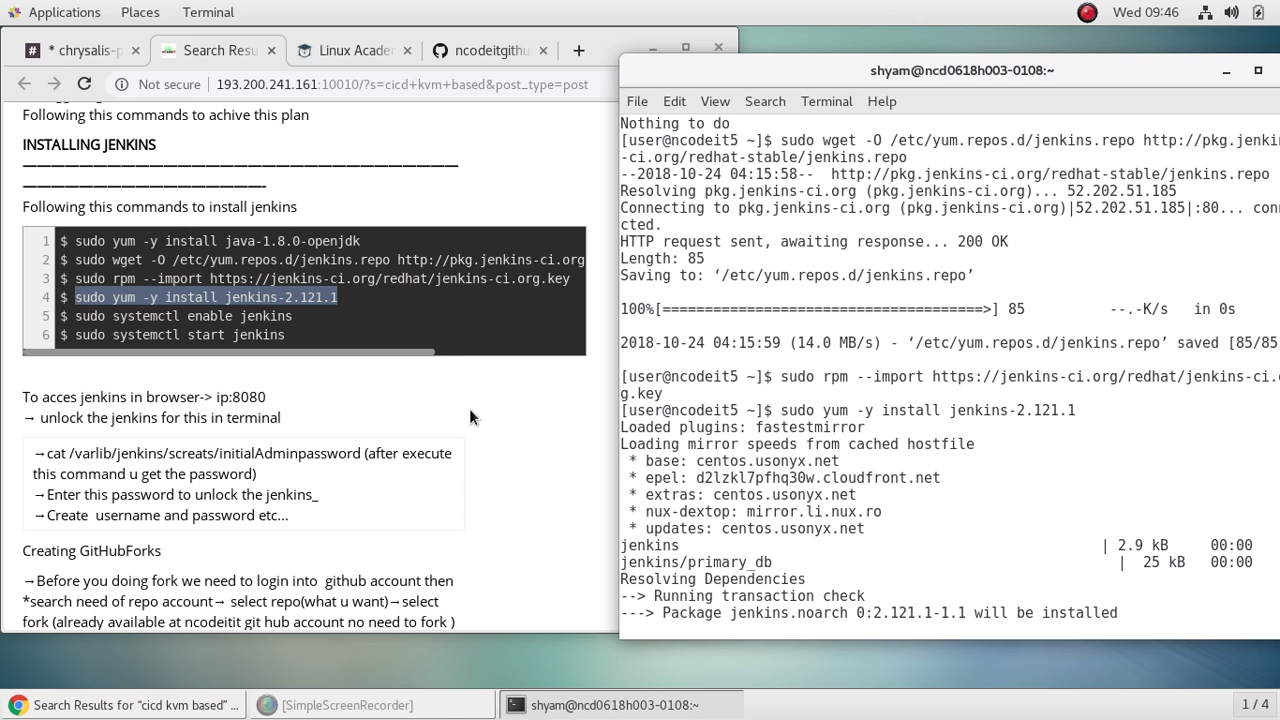 Applications Places Terminal Wed 09:46
* chrysalis-p Search Resu Linux Acade ncodeitgithu
Not secure 193.200.241.161:10010/?s=cicd+kvm+based&post_type=post
Following this commands to achive this plan
INSTALLING JENKINS
———————————————————————————————
—————————————————-
Following this commands to install jenkins
1 $ sudo yum -y install java-1.8.0-openjdk
2 $ sudo wget -O /etc/yum.repos.d/jenkins.repo http://pkg.jenkins-ci.org
3 $ sudo rpm --import https://jenkins-ci.org/redhat/jenkins-ci.org.key
4 $ sudo yum -y install jenkins-2.121.1
5 $ sudo systemctl enable jenkins
6 $ sudo systemctl start jenkins
To acces jenkins in browser-> ip:8080
→ unlock the jenkins for this in terminal
→cat /varlib/jenkins/screats/initialAdminpassword (after execute
this command u get the password)
→Enter this password to unlock the jenkins_
→Create username and password etc...
Creating GitHubForks
→Before you doing fork we need to login into github account then
*search need of repo account→ select repo(what u want)→select
fork (already available at ncodeitit git hub account no need to fork )
shyam@ncd0618h003-0108:~
File Edit View Search Terminal Help
Nothing to do
[user@ncodeit5 ~]$ sudo wget -O /etc/yum.repos.d/jenkins.repo http://pkg.jenkins
-ci.org/redhat-stable/jenkins.repo
--2018-10-24 04:15:58-- http://pkg.jenkins-ci.org/redhat-stable/jenkins.repo
Resolving pkg.jenkins-ci.org (pkg.jenkins-ci.org)... 52.202.51.185
Connecting to pkg.jenkins-ci.org (pkg.jenkins-ci.org)|52.202.51.185|:80... conne
cted.
HTTP request sent, awaiting response... 200 OK
Length: 85
Saving to: ‘/etc/yum.repos.d/jenkins.repo’
100%[======================================>] 85 --.-K/s in 0s
2018-10-24 04:15:59 (14.0 MB/s) - ‘/etc/yum.repos.d/jenkins.repo’ saved [85/85
[user@ncodeit5 ~]$ sudo rpm --import https://jenkins-ci.org/redhat/jenkins-ci.o
g.key
[user@ncodeit5 ~]$ sudo yum -y install jenkins-2.121.1
Loaded plugins: fastestmirror
Loading mirror speeds from cached hostfile
* base: centos.usonyx.net
* epel: d2lzkl7pfhq30w.cloudfront.net
* extras: centos.usonyx.net
* nux-dextop: mirror.li.nux.ro
* updates: centos.usonyx.net
jenkins | 2.9 kB 00:00
jenkins/primary_db | 25 kB 00:00
Resolving Dependencies
--> Running transaction check
---> Package jenkins.noarch 0:2.121.1-1.1 will be installed
Search Results for “cicd kvm based” ... [SimpleScreenRecorder] shyam@ncd0618h003-0108:~ 1 / 4